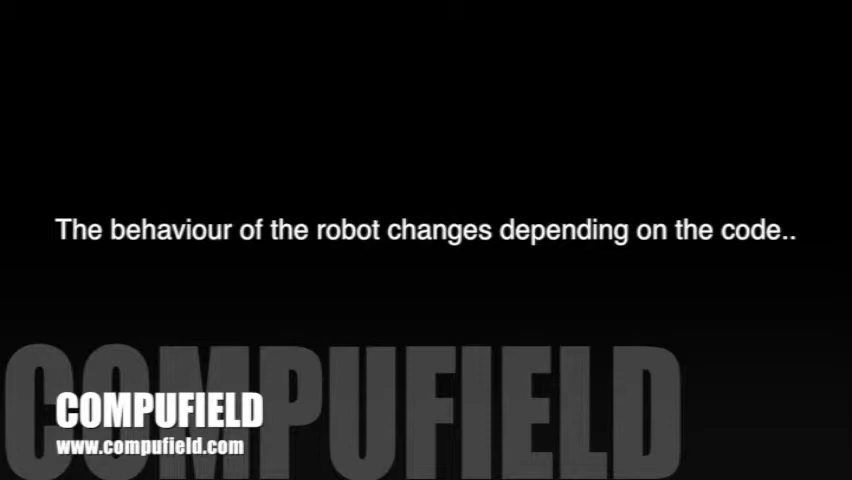 The behaviour of the robot changes depending on the code..
COMPUFIELD
COMPUFIELD
www.compufield.com